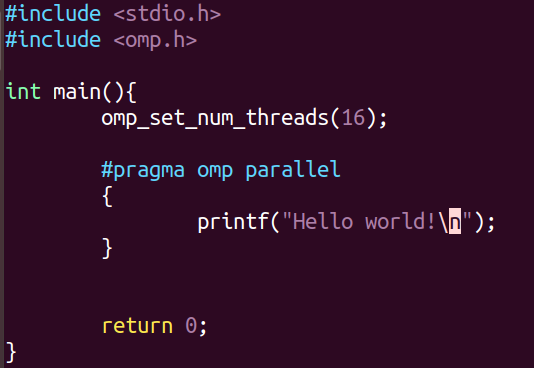 #include <stdio.h>
#include <omp.h>
int main(){
omp_set_num_threads(16);
#pragma omp parallel
{
printf("Hello world!\n");
}
return 0;
}